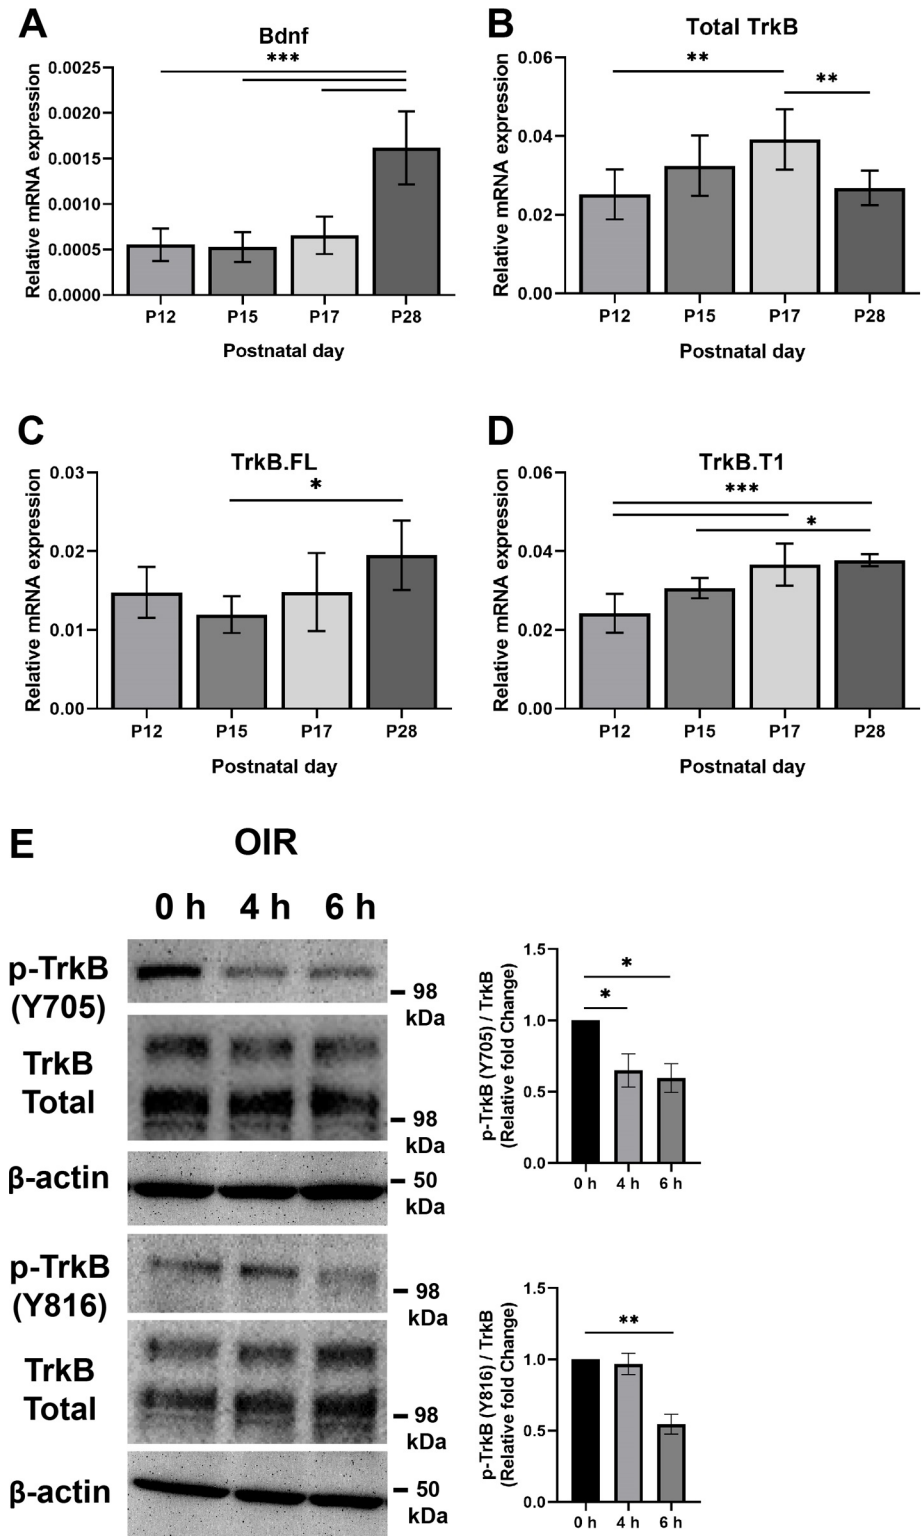 A
Bdnf
***
Relative mRNA expression
0.0025
0.0020
0.0015
0.0010
0.0005
0.0000
P12 P15 P17 P28
Postnatal day
B
Total TrkB
**
**
Relative mRNA expression
0.06
0.04
0.02
0.00
P12 P15 P17 P28
Postnatal day
C
TrkB.FL
*
Relative mRNA expression
0.03
0.02
0.01
0.00
P12 P15 P17 P28
Postnatal day
D
TrkB.T1
***
*
Relative mRNA expression
0.06
0.04
0.02
0.00
P12 P15 P17 P28
Postnatal day
E
OIR
0 h 4 h 6 h
p-TrkB
(Y705)
98
kDa
TrkB
Total
98
kDa
β-actin
50
kDa
p-TrkB
(Y816)
98
kDa
TrkB
Total
98
kDa
β-actin
50
kDa
p-TrkB (Y705) / TrkB
(Relative fold Change)
1.5
1.0
0.5
0.0
*
*
0 h 4 h 6 h
p-TrkB (Y816) / TrkB
(Relative fold Change)
1.5
1.0
0.5
0.0
**
0 h 4 h 6 h